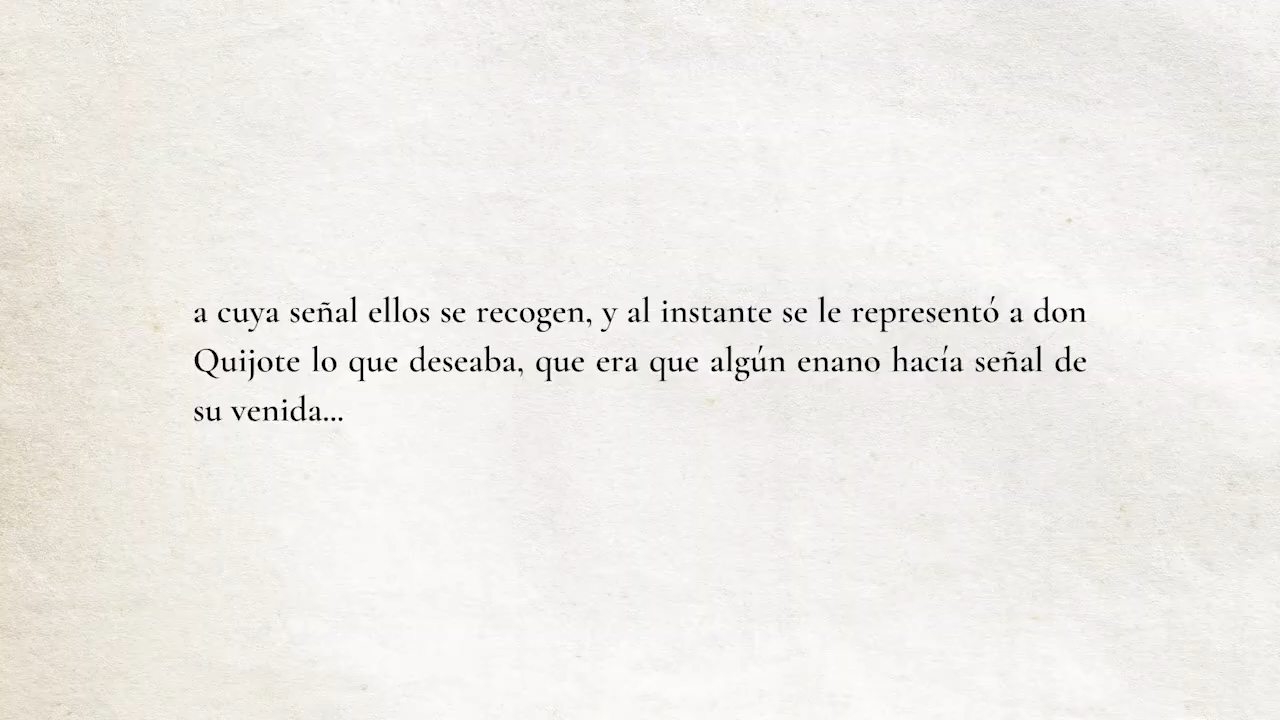 a cuya señal ellos se recogen, y al instante se le representó a don
Quijote lo que deseaba, que era que algún enano hacía señal de
su venida...